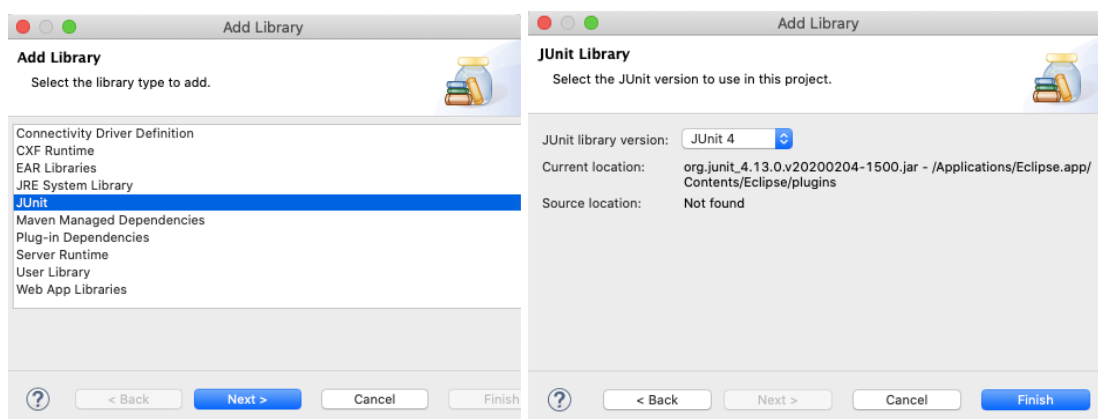 Add Library
Add Library
Select the library type to add.
Connectivity Driver Definition
CXF Runtime
EAR Libraries
JRE System Library
JUnit
Maven Managed Dependencies
Plug-in Dependencies
Server Runtime
User Library
Web App Libraries
?
< Back
Next >
Cancel
Finish
Add Library
JUnit Library
Select the JUnit version to use in this project.
JUnit library version:
JUnit 4
Current location:
org.junit_4.13.0.v20200204-1500.jar - /Applications/Eclipse.app/
Contents/Eclipse/plugins
Source location:
Not found
?
< Back
Next >
Cancel
Finish